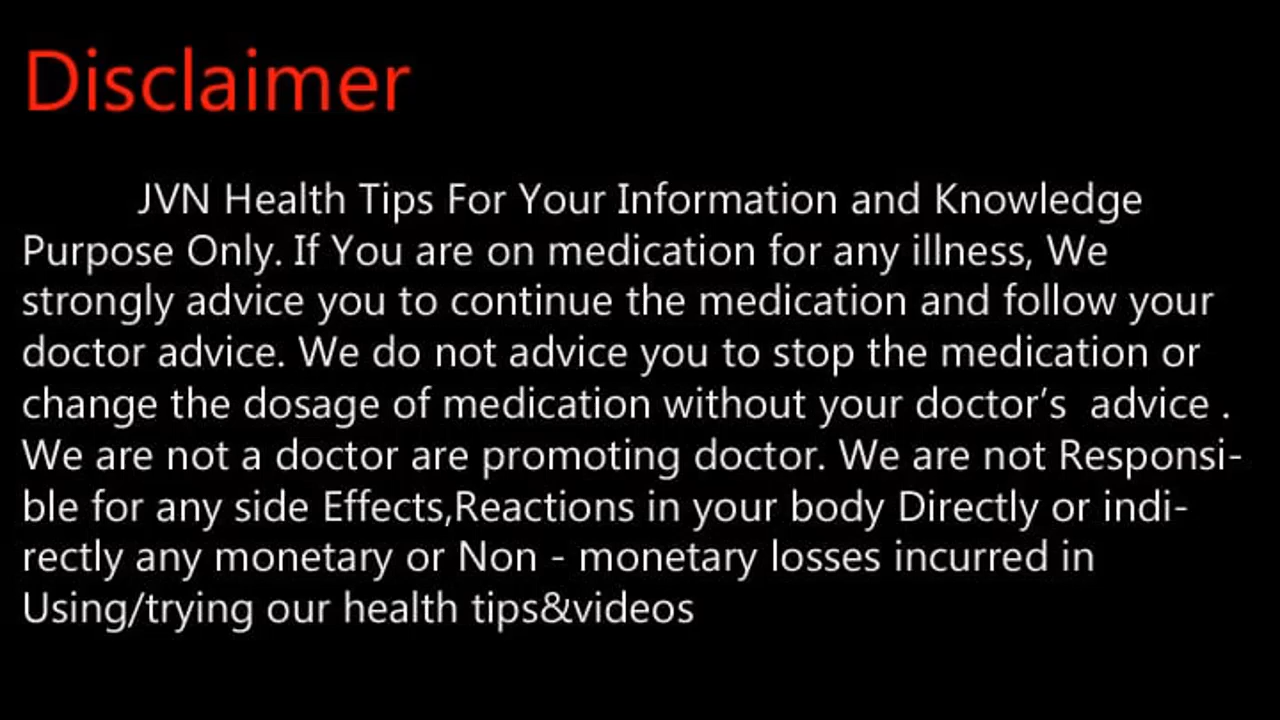 Disclaimer
JVN Health Tips For Your Information and Knowledge
Purpose Only. If You are on medication for any illness, We
strongly advice you to continue the medication and follow your
doctor advice. We do not advice you to stop the medication or
change the dosage of medication without your doctor’s  advice .
We are not a doctor are promoting doctor. We are not Responsi-
ble for any side Effects,Reactions in your body Directly or indi-
rectly any monetary or Non - monetary losses incurred in
Using/trying our health tips&videos